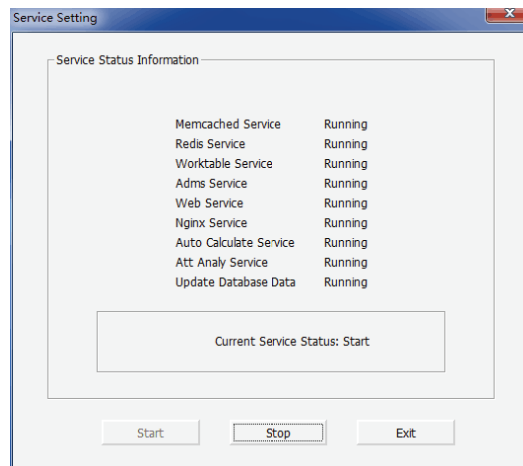 Service Setting
Service Status Information
Memcached Service Running
Redis Service Running
Worktable Service Running
Adms Service Running
Web Service Running
Nginx Service Running
Auto Calculate Service Running
Att Analy Service Running
Update Database Data Running
Current Service Status: Start
Start Stop Exit